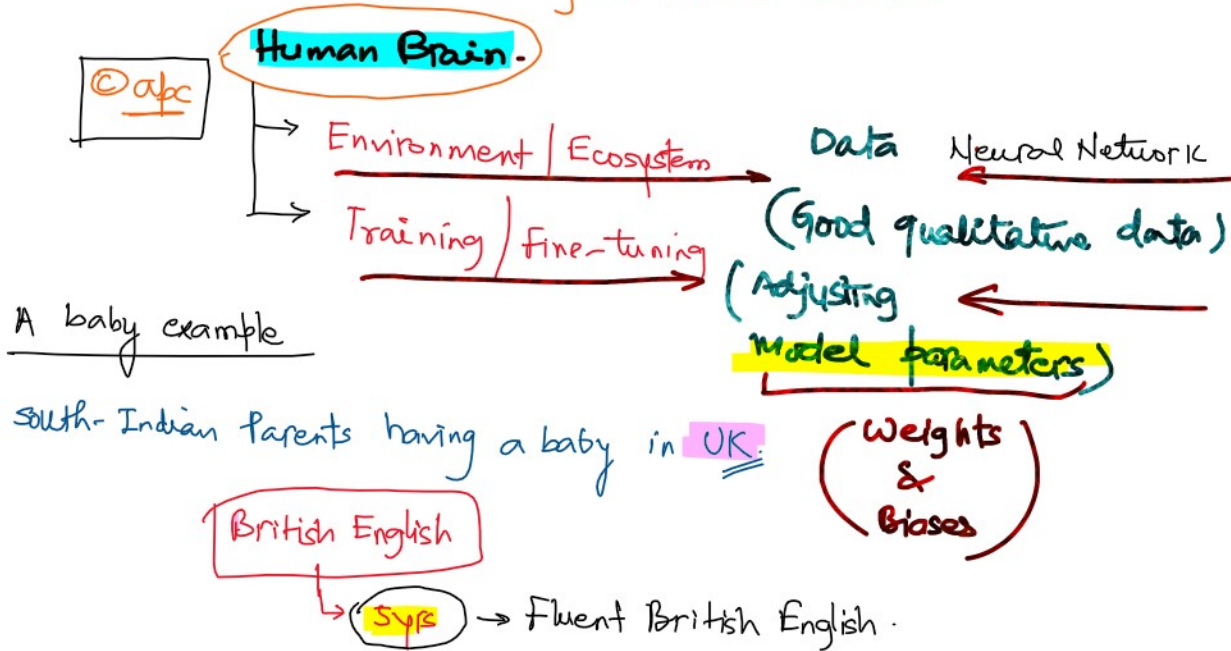 Human Brain.
© abc
Environment | Ecosystem
Data
Neural Network
(Good qualitative data)
Training / Fine-tuning
(Adjusting
Model parameters)
A baby example
South-Indian Parents having a baby in UK.
(Weights
&
Biases)
British English
5yrs → Fluent British English.